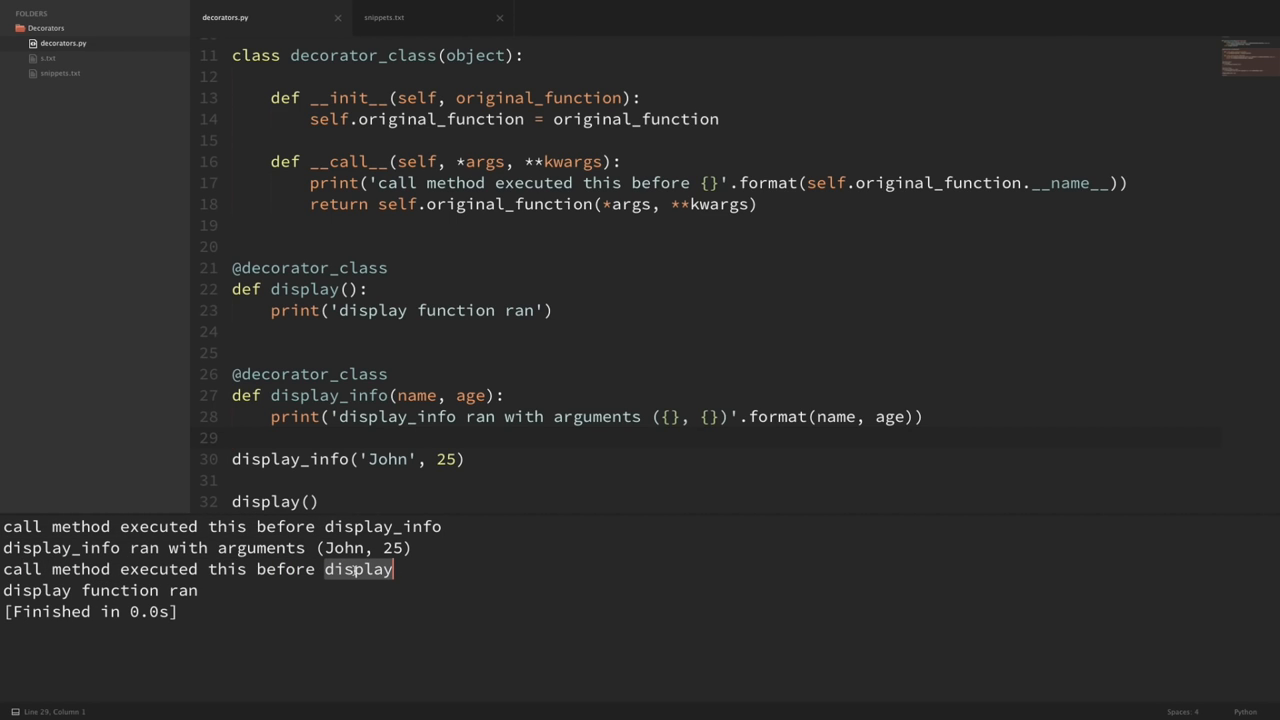 FOLDERS
Decorators
decorators.py
s.txt
snippets.txt
decorators.py
snippets.txt
11 class decorator_class(object):
12
13     def __init__(self, original_function):
14         self.original_function = original_function
15
16     def __call__(self, *args, **kwargs):
17         print('call method executed this before {}'.format(self.original_function.__name__))
18         return self.original_function(*args, **kwargs)
19
20
21 @decorator_class
22 def display():
23     print('display function ran')
24
25
26 @decorator_class
27 def display_info(name, age):
28     print('display_info ran with arguments ({}, {})'.format(name, age))
29
30 display_info('John', 25)
31
32 display()
call method executed this before display_info
display_info ran with arguments (John, 25)
call method executed this before display
display function ran
[Finished in 0.0s]
Line 29, Column 1
Spaces: 4
Python